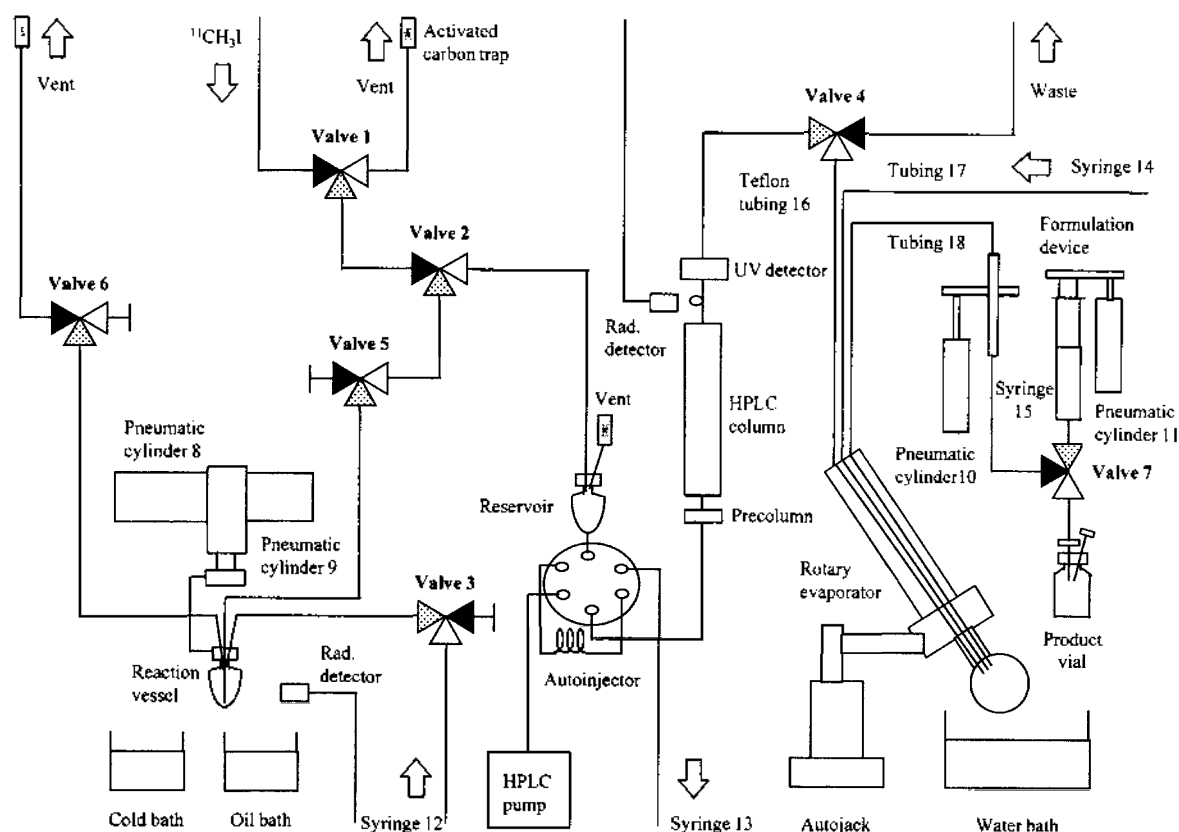 ¹¹CH₃I
Activated
carbon trap
Vent
Vent
Waste
Valve 4
Valve 1
Tubing 17
Syringe 14
Teflon
tubing 16
Valve 2
Tubing 18
Formulation
device
UV detector
Valve 6
Rad.
detector
Valve 5
HPLC
column
Syringe
15
Vent
Pneumatic
cylinder 8
Pneumatic
cylinder 11
Pneumatic
cylinder10
Valve 7
Reservoir
Precolumn
Pneumatic
cylinder 9
Valve 3
Rotary
evaporator
Product
vial
Reaction
vessel
Rad.
detector
Autoinjector
HPLC
pump
Cold bath
Oil bath
Syringe 12
Syringe 13
Autojack
Water bath